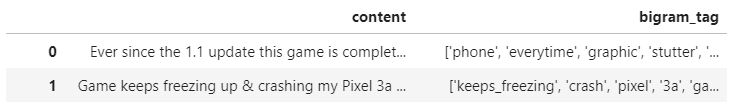 content bigram_tag
0 Ever since the 1.1 update this game is complet... ['phone', 'everytime', 'graphic', 'stutter', '...
1 Game keeps freezing up & crashing my Pixel 3a ... ['keeps_freezing', 'crash', 'pixel', '3a', 'ga...